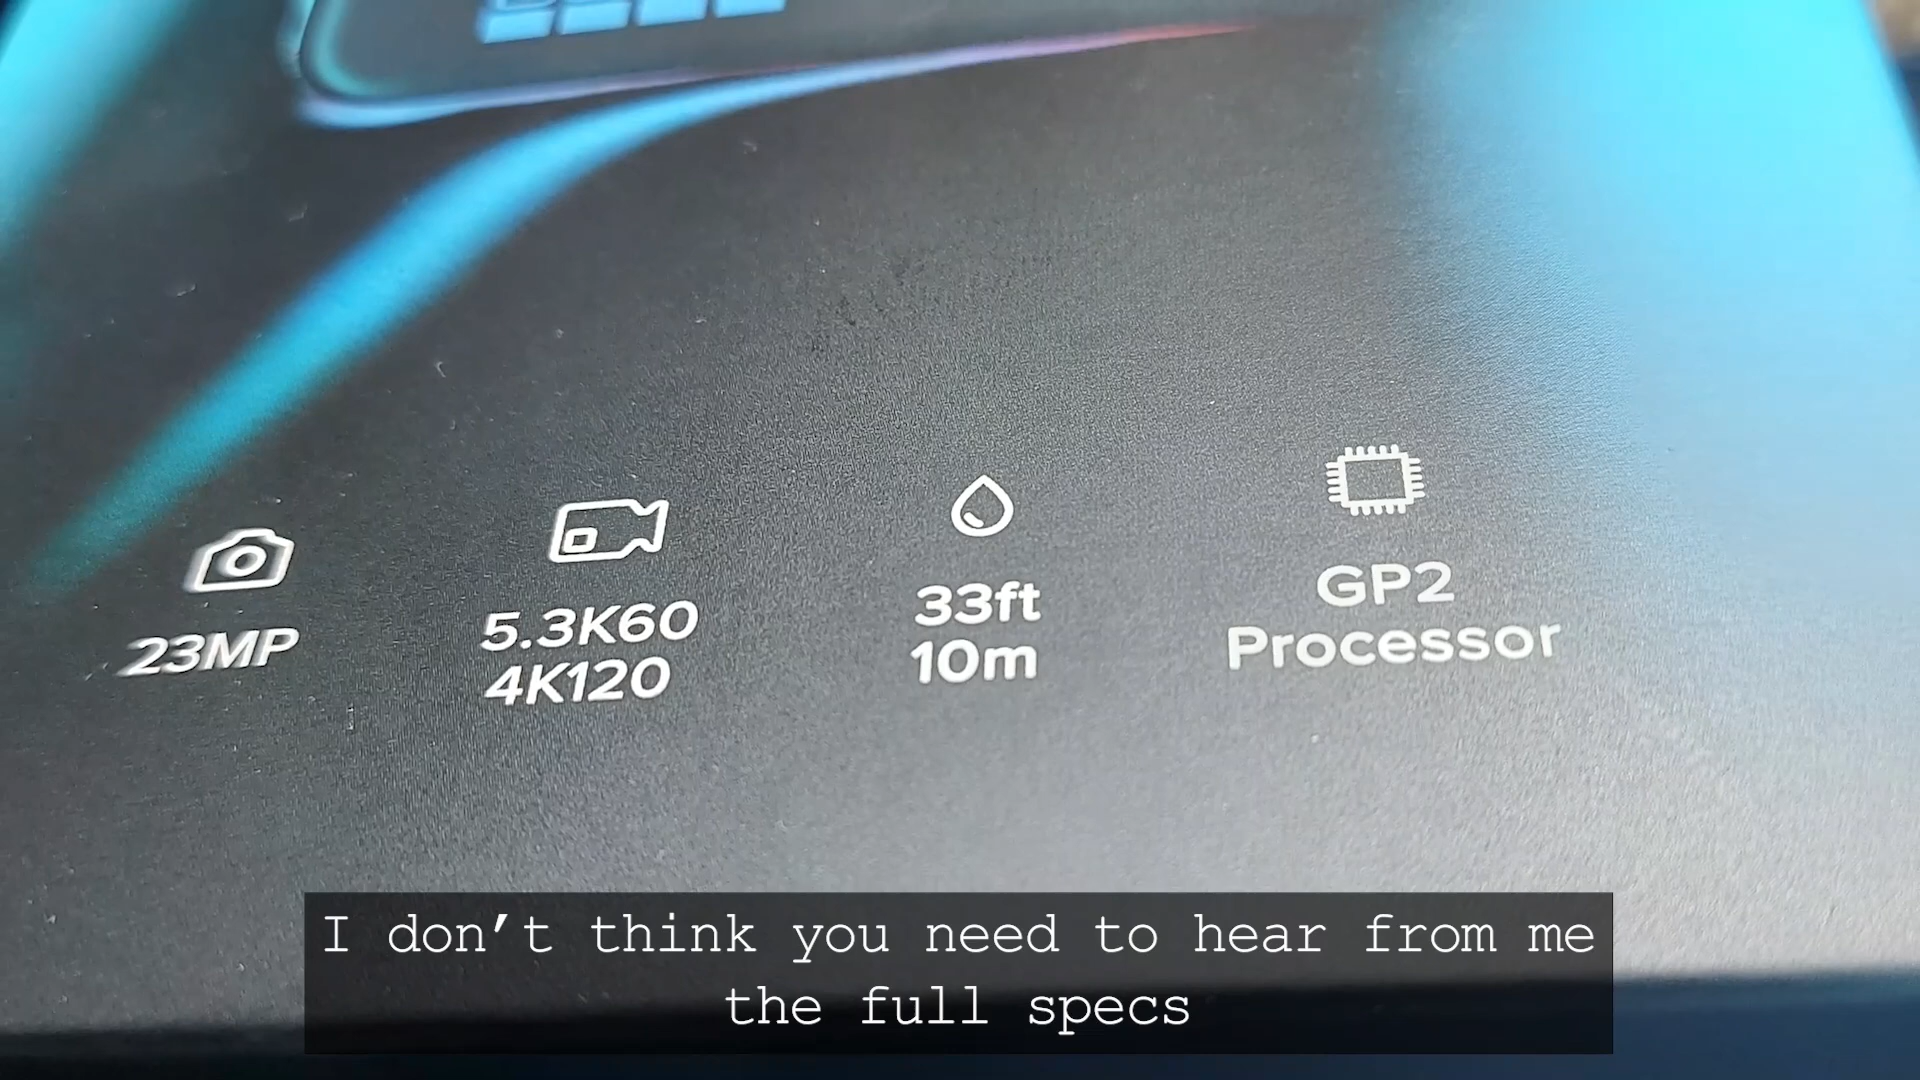 23MP
5.3K60
4K120
33ft
10m
GP2
Processor
I don’t think you need to hear from me
the full specs